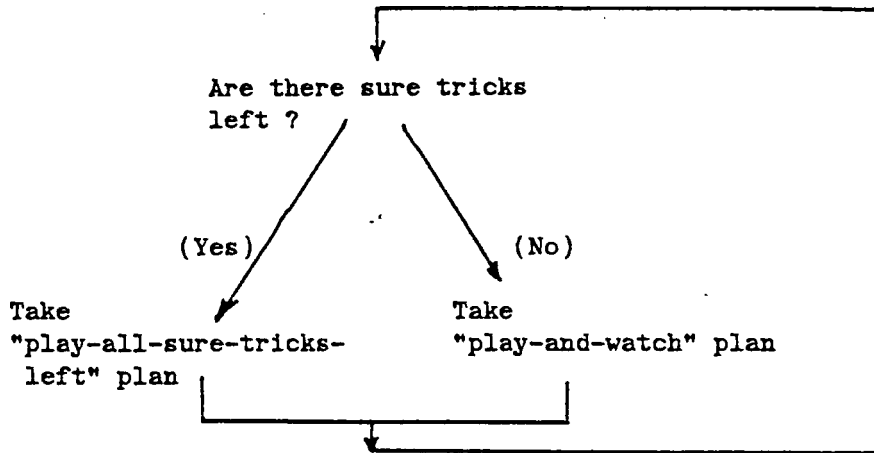 Are there sure tricks
left ?
(Yes)
(No)
Take
"play-all-sure-tricks-
left" plan
Take
"play-and-watch" plan